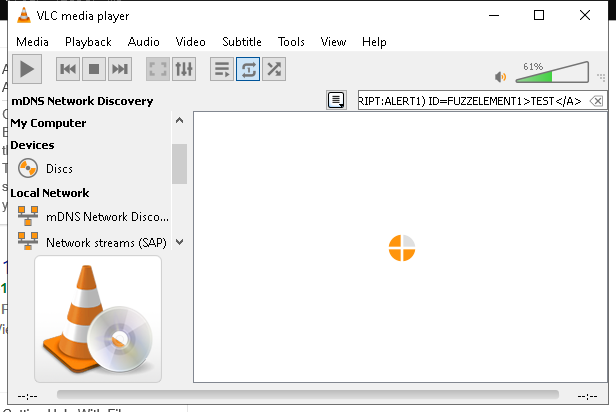 VLC media player
Media Playback Audio Video Subtitle Tools View Help
61%
mDNS Network Discovery
RIPT:ALERT1) ID=FUZZELEMENT1>TEST</A>
My Computer
Devices
Discs
Local Network
mDNS Network Disco...
Network streams (SAP)
--:-- --:--